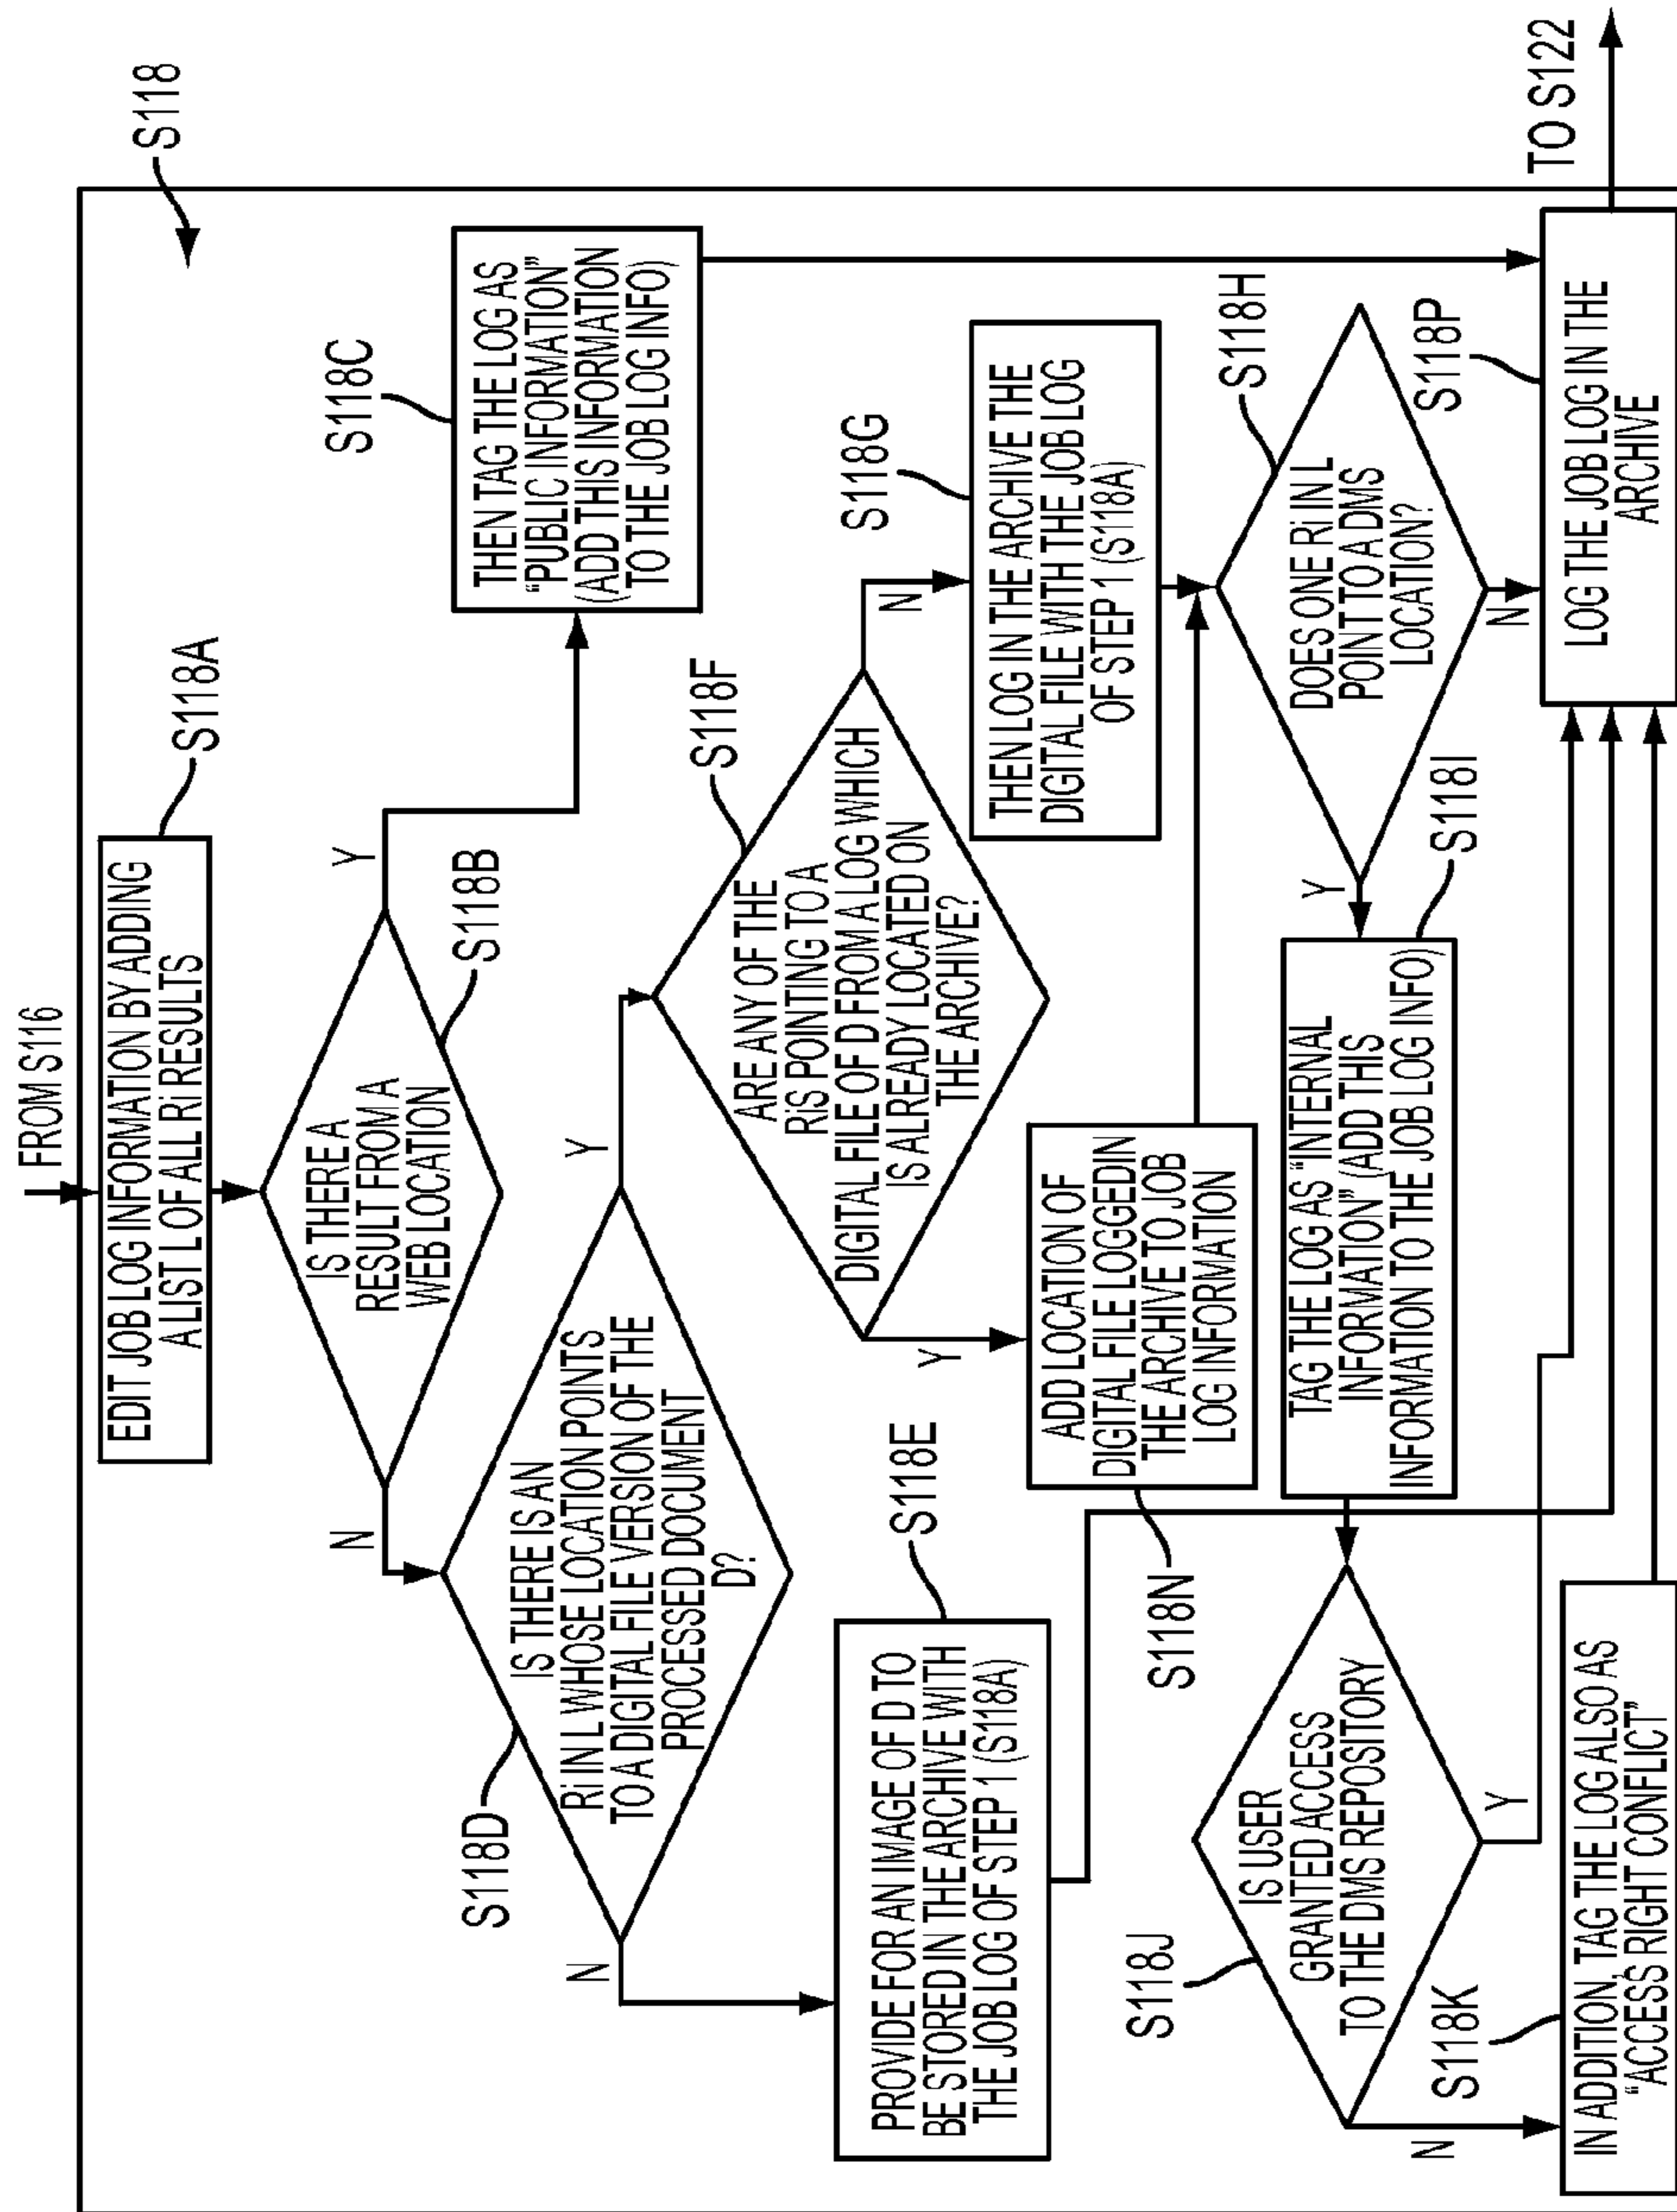 FROM S116
S118
S118A
EDIT JOB LOG INFORMATION BY ADDING
A LIST L OF ALL Ri RESULTS
IS THERE A
RESULT FROM A
WEB LOCATION
S118B
Y
N
S118C
THEN TAG THE LOG AS
“PUBLIC INFORMATION”
(ADD THIS INFORMATION
TO THE JOB LOG INFO)
S118D
IS THERE IS AN
Ri IN L WHOSE LOCATION POINTS
TO A DIGITAL FILE VERSION OF THE
PROCESSED DOCUMENT
D?
Y
N
S118F
ARE ANY OF THE
RiS POINTING TO A
DIGITAL FILE OF D FROM A LOG WHICH
IS ALREADY LOCATED ON
THE ARCHIVE?
N
Y
S118G
THEN LOG IN THE ARCHIVE THE
DIGITAL FILE WITH THE JOB LOG
OF STEP 1 (S118A)
S118E
PROVIDE FOR AN IMAGE OF D TO
BE STORED IN THE ARCHIVE WITH
THE JOB LOG OF STEP 1 (S118A)
ADD LOCATION OF
DIGITAL FILE LOGGEDIN
THE ARCHIVE TO JOB
LOG INFORMATION
S118N
S118H
DOES ONE Ri IN L
POINT TO A DMS
LOCATION?
Y
N
S118I
TAG THE LOG AS “INTERNAL
INFORMATION” (ADD THIS
INFORMATION TO THE JOB LOG INFO)
S118J
IS USER
GRANTED ACCESS
TO THE DMS REPOSITORY
Y
N
S118K
IN ADDITION, TAG THE LOG ALSO AS
“ACCESS RIGHT CONFLICT”
S118P
LOG THE JOB LOG IN THE
ARCHIVE
TO S122